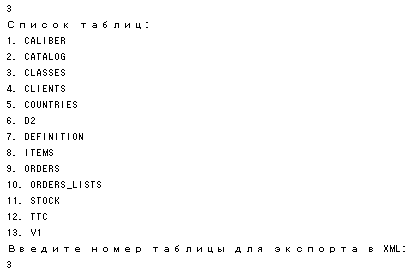 3
Список таблиц:
1. CALIBER
2. CATALOG
3. CLASSES
4. CLIENTS
5. COUNTRIES
6. D2
7. DEFINITION
8. ITEMS
9. ORDERS
10. ORDERS_LISTS
11. STOCK
12. TTC
13. V1
Введите номер таблицы для экспорта в XML:
3